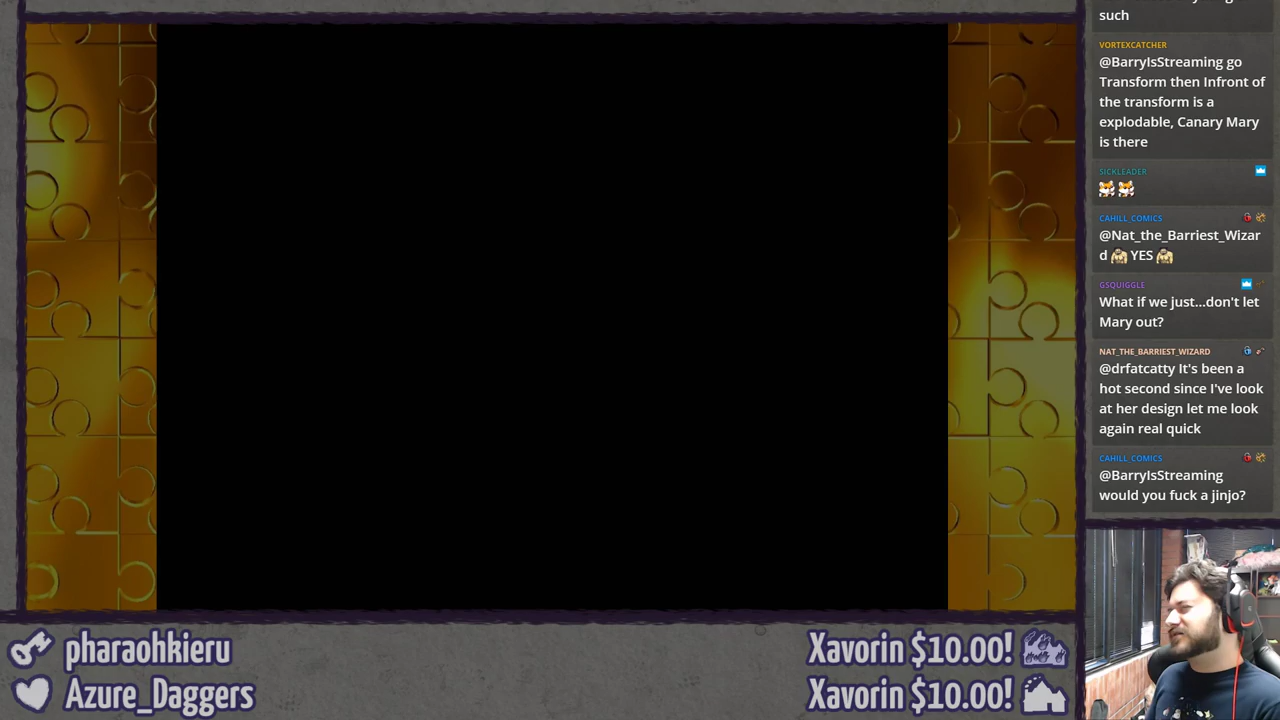 such
VORTEXCATCHER
@BarryIsStreaming go
Transform then Infront of
the transform is a
explodable, Canary Mary
is there
SICKLEADER
CAHILL_COMICS
@Nat_the_Barriest_Wizar
d YES
GSQUIGGLE
What if we just...don't let
Mary out?
NAT_THE_BARRIEST_WIZARD
@drfatcatty It's been a
hot second since I've look
at her design let me look
again real quick
CAHILL_COMICS
@BarryIsStreaming
would you fuck a jinjo?
pharaohkieru
Azure_Daggers
Xavorin $10.00!
Xavorin $10.00!